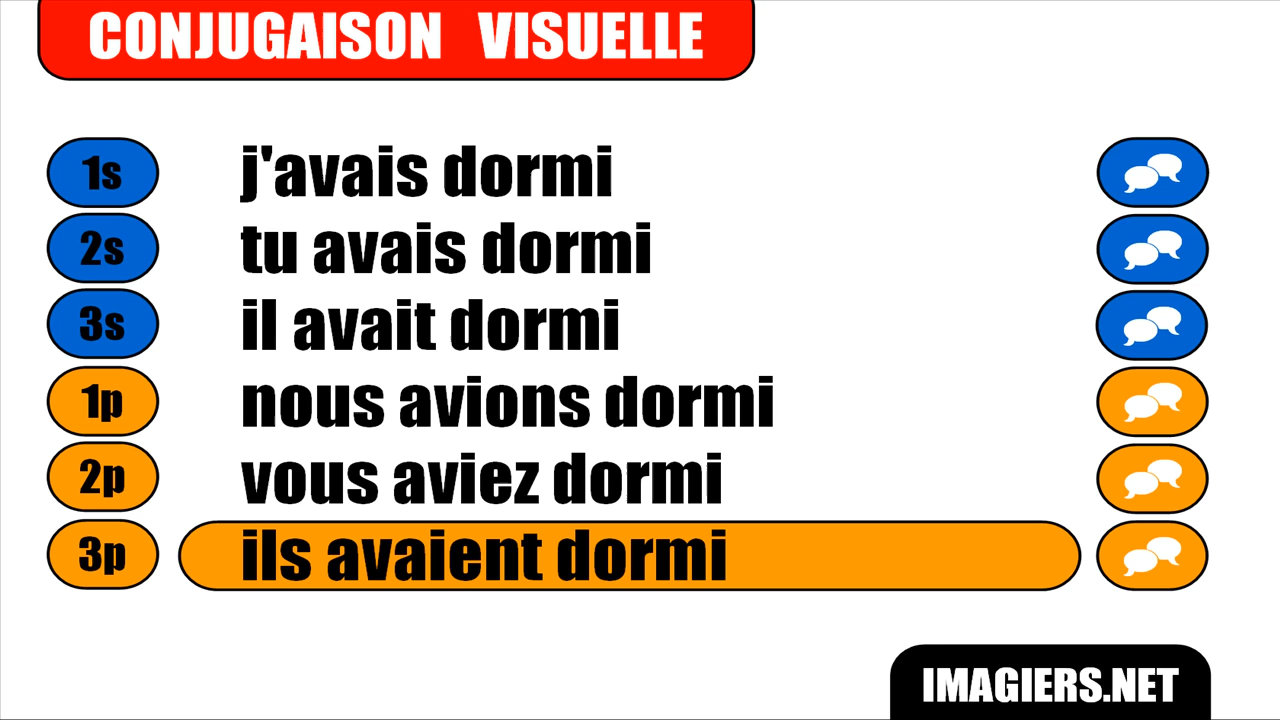 CONJUGAISON VISUELLE
1s j'avais dormi
2s tu avais dormi
3s il avait dormi
1p nous avions dormi
2p vous aviez dormi
3p ils avaient dormi
IMAGIERS.NET